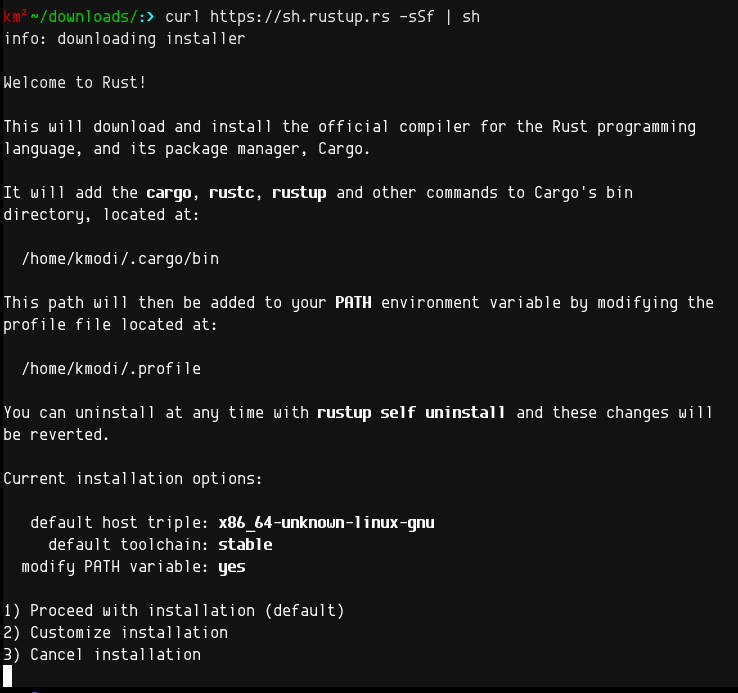 km²~/downloads/:❯ curl https://sh.rustup.rs -sSf | sh
info: downloading installer
Welcome to Rust!
This will download and install the official compiler for the Rust programming
language, and its package manager, Cargo.
It will add the cargo, rustc, rustup and other commands to Cargo's bin
directory, located at:
/home/kmodi/.cargo/bin
This path will then be added to your PATH environment variable by modifying the
profile file located at:
/home/kmodi/.profile
You can uninstall at any time with rustup self uninstall and these changes will
be reverted.
Current installation options:
default host triple: x86_64-unknown-linux-gnu
default toolchain: stable
modify PATH variable: yes
1) Proceed with installation (default)
2) Customize installation
3) Cancel installation